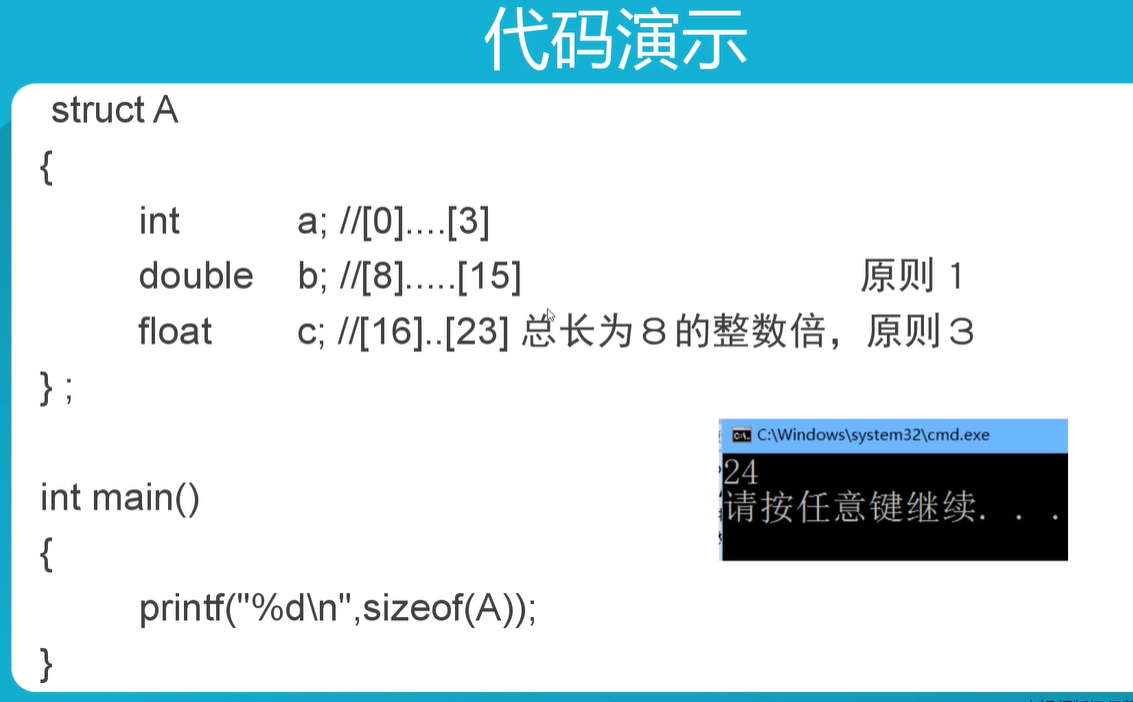 代码演示
struct A
{
int a; //[0]....[3]
double b; //[8].....[15] 原则 1
float c; //[16]..[23] 总长为８的整数倍，原则３
} ;
C:\Windows\system32\cmd.exe
24
请按任意键继续. . .
int main()
{
printf("%d\n",sizeof(A));
}